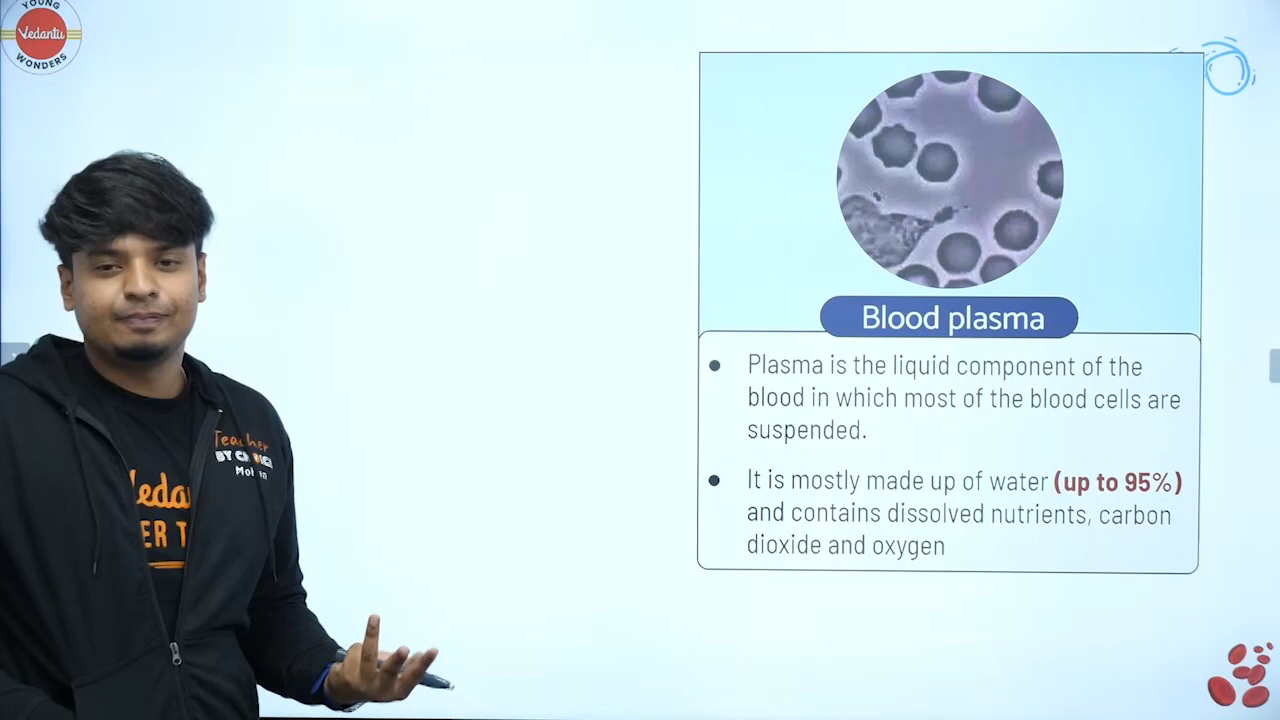 YOUNG
Vedantu
WONDERS
Blood plasma
Plasma is the liquid component of the
blood in which most of the blood cells are
suspended.
It is mostly made up of water (up to 95%)
and contains dissolved nutrients, carbon
dioxide and oxygen
Teacher
BY